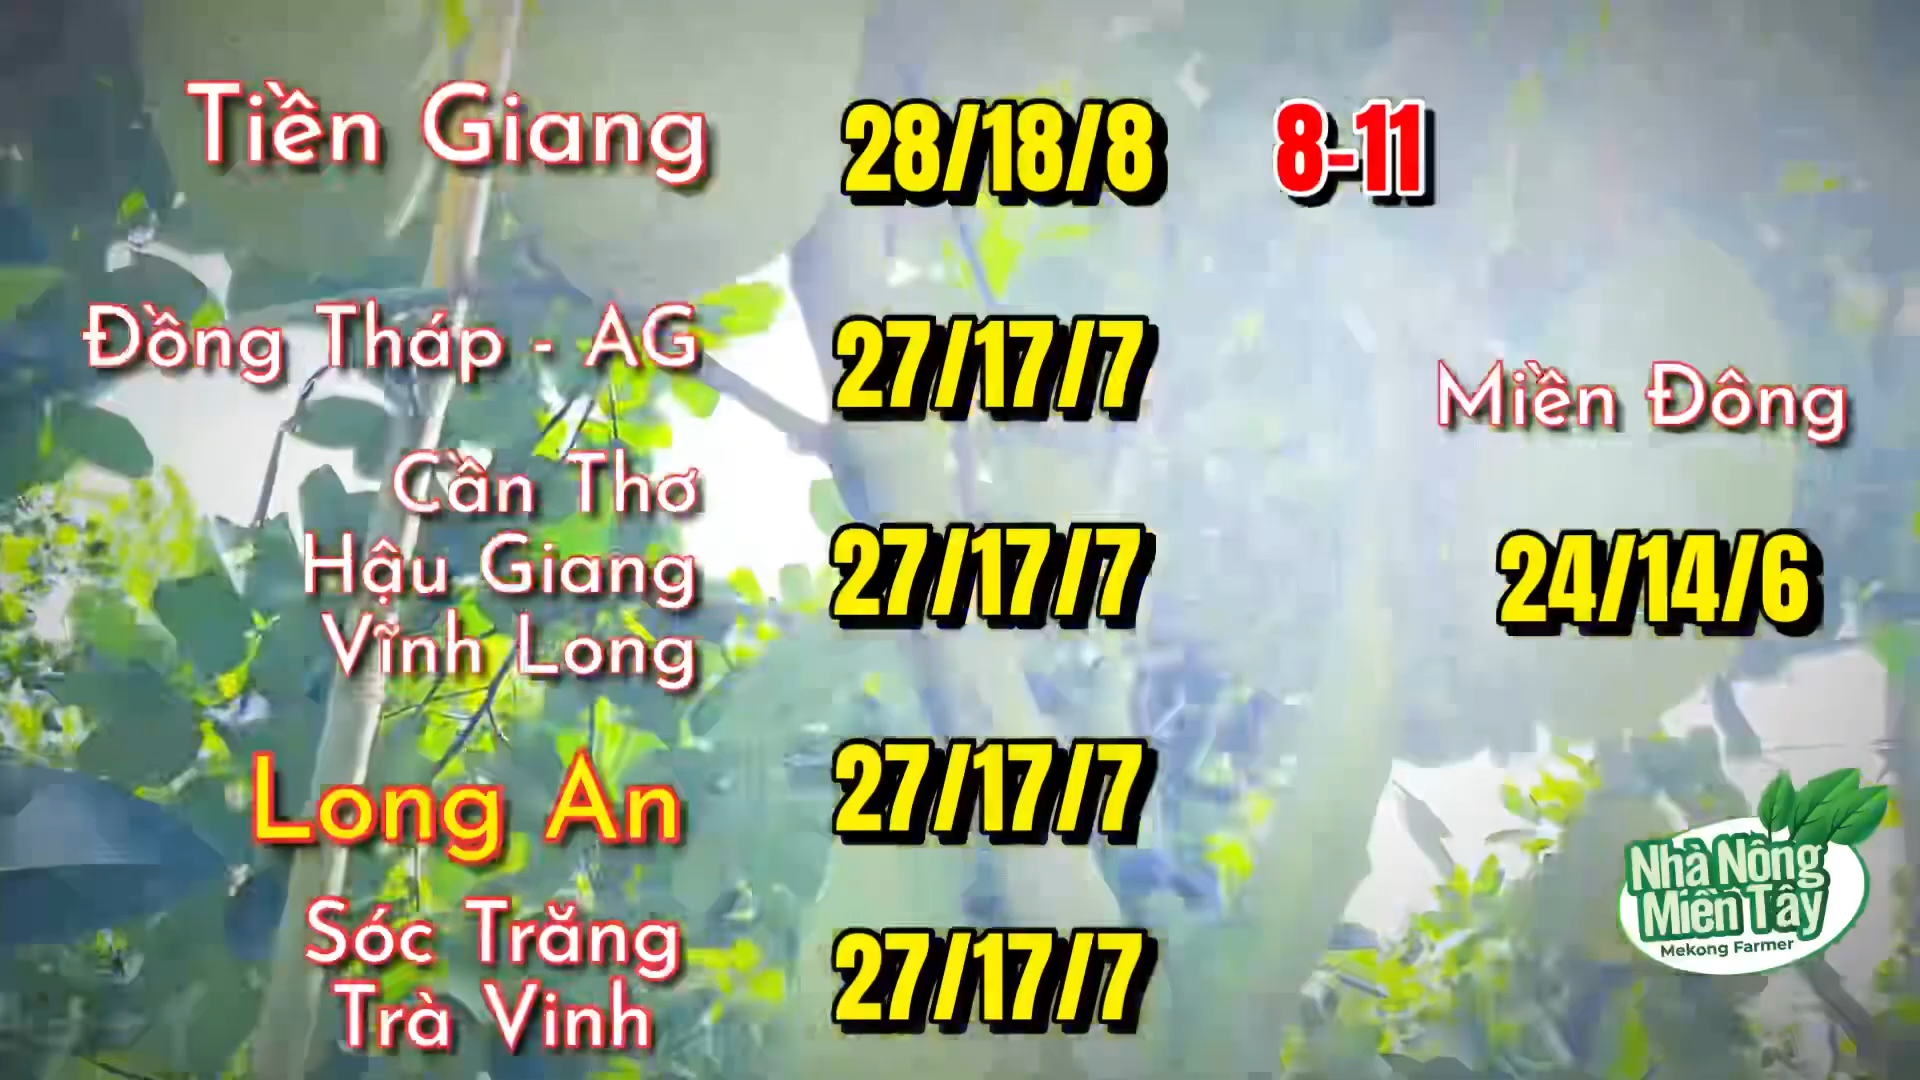 Tiền Giang 28/18/8 8-11
Đồng Tháp - AG 27/17/7
Miền Đông
Cần Thơ
Hậu Giang 27/17/7 24/14/6
Vĩnh Long
Long An 27/17/7
Nhà Nông
Miền Tây
Mekong Farmer
Sóc Trăng 27/17/7
Trà Vinh